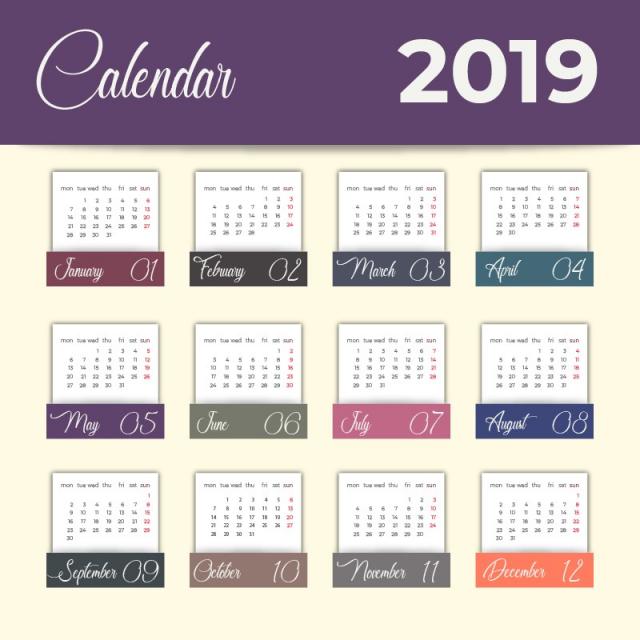 Calendar 2019
mon tue wed thu fri sat sun
1 2 3 4 5 6
7 8 9 10 11 12 13
14 15 16 17 18 19 20
21 22 23 24 25 26 27
28 29 30 31
January 01
mon tue wed thu fri sat sun
1 2 3
4 5 6 7 8 9 10
11 12 13 14 15 16 17
18 19 20 21 22 23 24
25 26 27 28
February 02
mon tue wed thu fri sat sun
1 2 3
4 5 6 7 8 9 10
11 12 13 14 15 16 17
18 19 20 21 22 23 24
25 26 27 28 29 30 31
March 03
mon tue wed thu fri sat sun
1 2 3 4 5 6 7
8 9 10 11 12 13 14
15 16 17 18 19 20 21
22 23 24 25 26 27 28
29 30
April 04
mon tue wed thu fri sat sun
1 2 3 4 5
6 7 8 9 10 11 12
13 14 15 16 17 18 19
20 21 22 23 24 25 26
27 28 29 30 31
May 05
mon tue wed thu fri sat sun
1 2
3 4 5 6 7 8 9
10 11 12 13 14 15 16
17 18 19 20 21 22 23
24 25 26 27 28 29 30
June 06
mon tue wed thu fri sat sun
1 2 3 4 5 6 7
8 9 10 11 12 13 14
15 16 17 18 19 20 21
22 23 24 25 26 27 28
29 30 31
July 07
mon tue wed thu fri sat sun
1 2 3 4
5 6 7 8 9 10 11
12 13 14 15 16 17 18
19 20 21 22 23 24 25
26 27 28 29 30 31
August 08
mon tue wed thu fri sat sun
1
2 3 4 5 6 7 8
9 10 11 12 13 14 15
16 17 18 19 20 21 22
23 24 25 26 27 28 29
30
September 09
mon tue wed thu fri sat sun
1 2 3 4 5 6
7 8 9 10 11 12 13
14 15 16 17 18 19 20
21 22 23 24 25 26 27
28 29 30 31
October 10
mon tue wed thu fri sat sun
1 2 3
4 5 6 7 8 9 10
11 12 13 14 15 16 17
18 19 20 21 22 23 24
25 26 27 28 29 30
November 11
mon tue wed thu fri sat sun
1
2 3 4 5 6 7 8
9 10 11 12 13 14 15
16 17 18 19 20 21 22
23 24 25 26 27 28 29
30 31
December 12